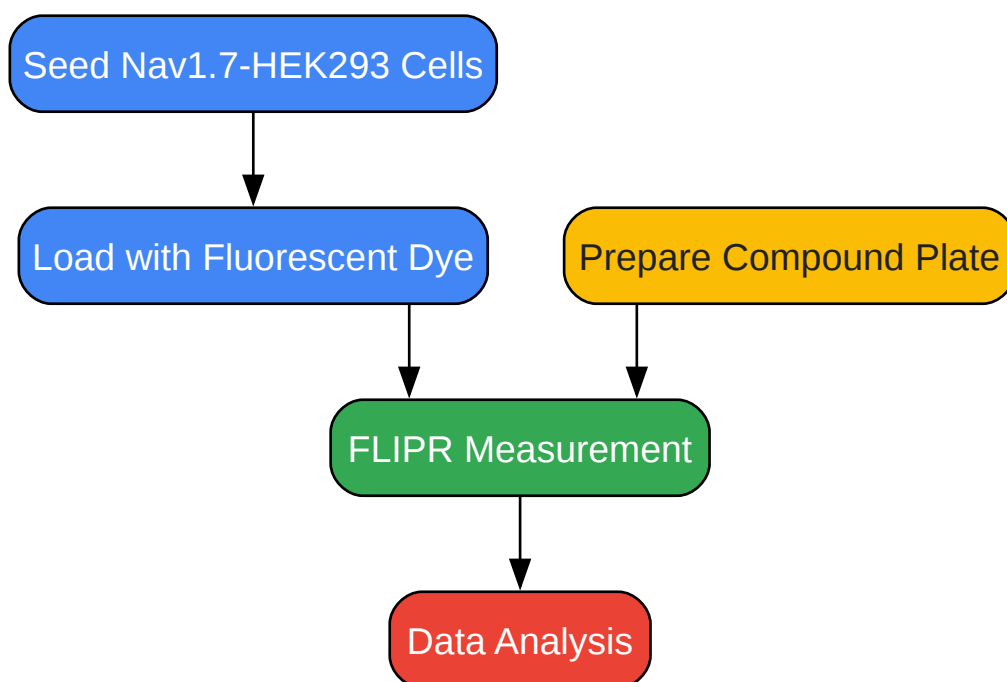 Seed Nav1.7-HEK293 Cells
Load with Fluorescent Dye
Prepare Compound Plate
FLIPR Measurement
Data Analysis